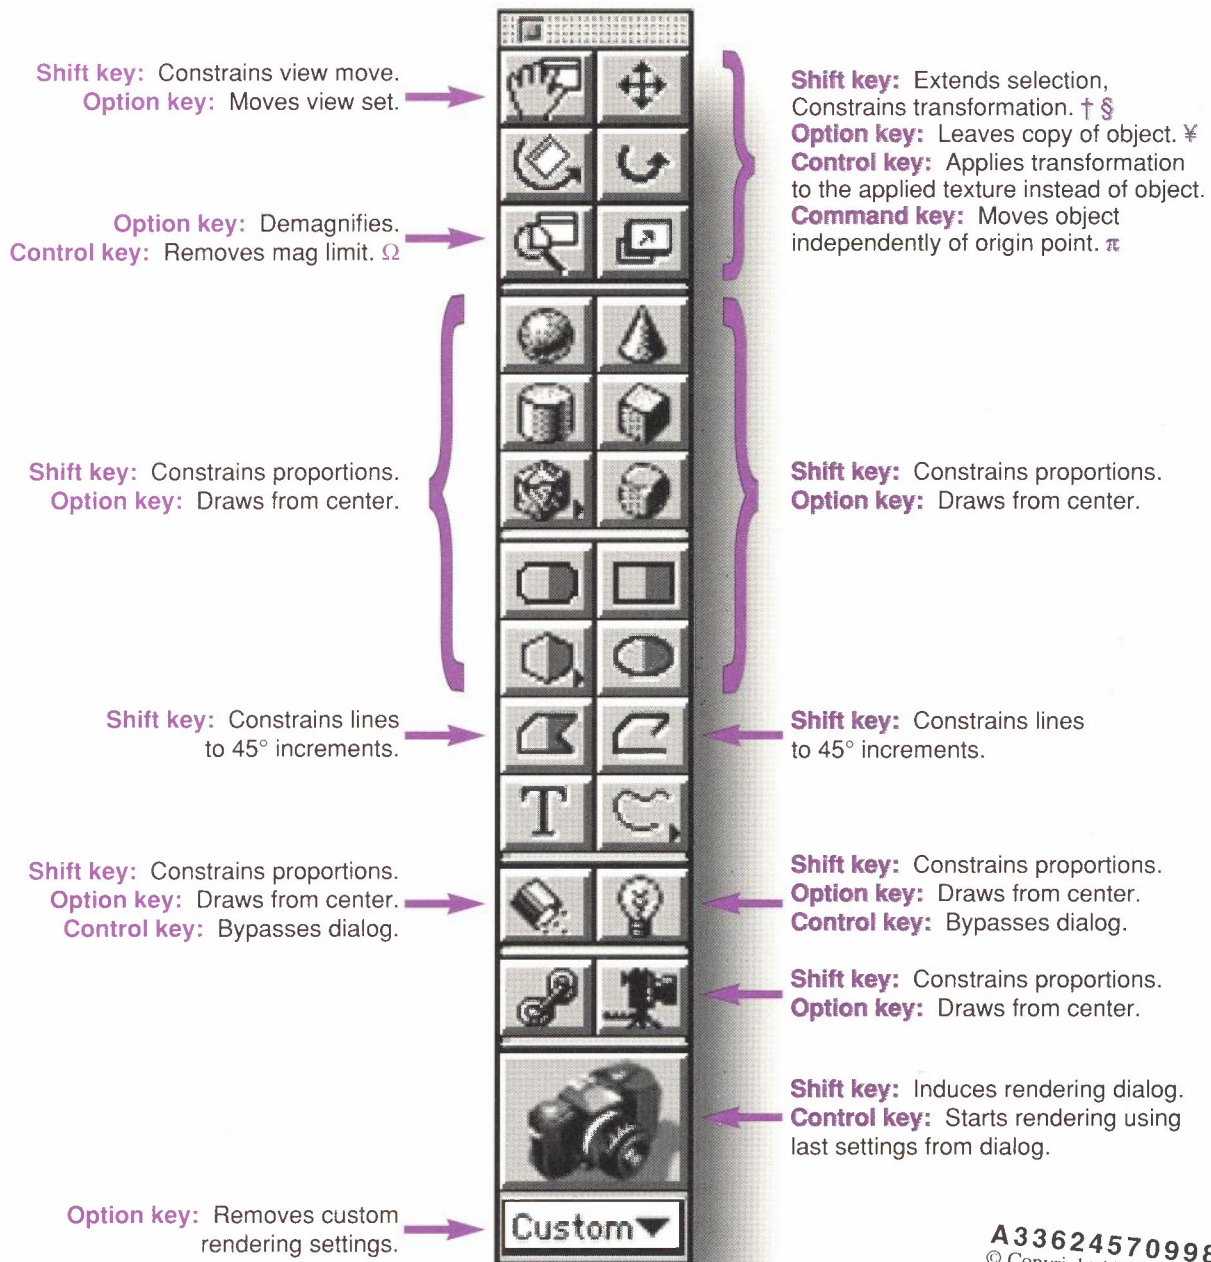 Shift key: Constrains view move.
Option key: Moves view set.
Shift key: Extends selection,
Constrains transformation. † §
Option key: Leaves copy of object. ¥
Control key: Applies transformation
to the applied texture instead of object.
Command key: Moves object
independently of origin point. π
Option key: Demagnifies.
Control key: Removes mag limit. Ω
Shift key: Constrains proportions.
Option key: Draws from center.
Shift key: Constrains proportions.
Option key: Draws from center.
Shift key: Constrains lines
to 45° increments.
Shift key: Constrains lines
to 45° increments.
T
Shift key: Constrains proportions.
Option key: Draws from center.
Control key: Bypasses dialog.
Shift key: Constrains proportions.
Option key: Draws from center.
Control key: Bypasses dialog.
Shift key: Constrains proportions.
Option key: Draws from center.
Shift key: Induces rendering dialog.
Control key: Starts rendering using
last settings from dialog.
Option key: Removes custom
rendering settings.
Custom
A33624570998